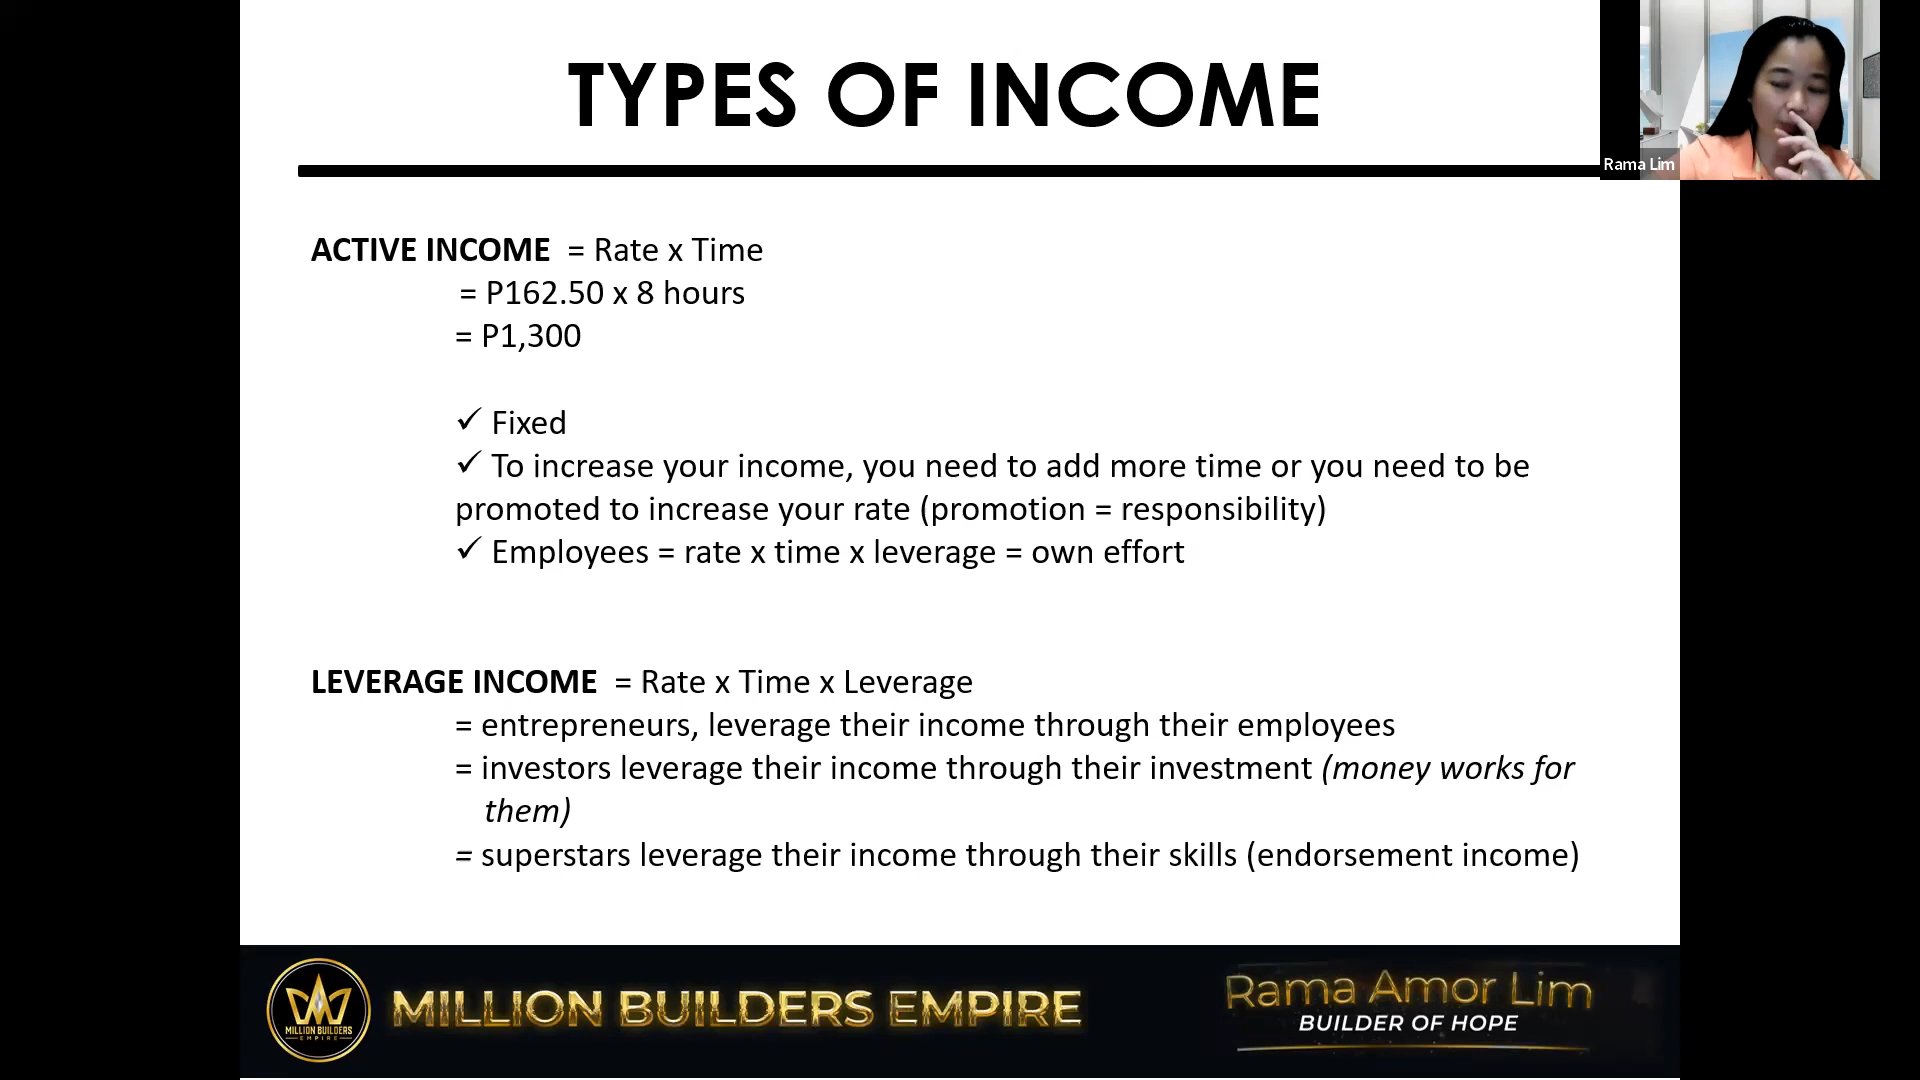 TYPES OF INCOME
Rama Lim
ACTIVE INCOME = Rate x Time
= P162.50 x 8 hours
= P1,300
✓ Fixed
✓ To increase your income, you need to add more time or you need to be
promoted to increase your rate (promotion = responsibility)
✓ Employees = rate x time x leverage = own effort
LEVERAGE INCOME = Rate x Time x Leverage
= entrepreneurs, leverage their income through their employees
= investors leverage their income through their investment (money works for
them)
= superstars leverage their income through their skills (endorsement income)
MILLION BUILDERS
EMPIRE
MILLION BUILDERS EMPIRE
Rama Amor Lim
BUILDER OF HOPE